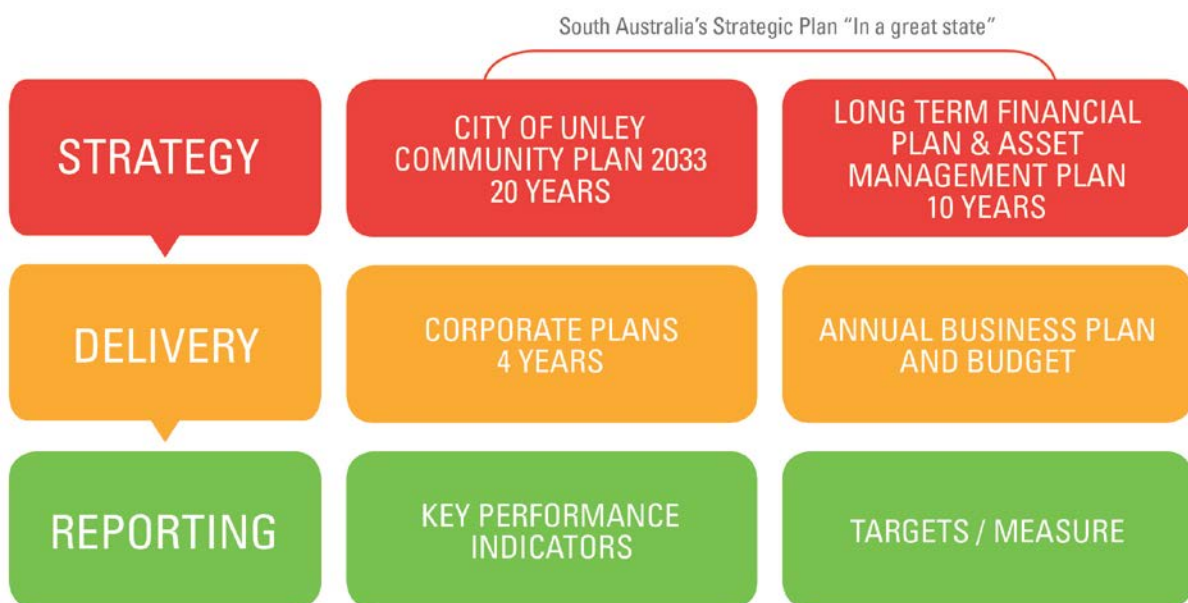 South Australia's Strategic Plan “In a great state”
STRATEGY
CITY OF UNLEY
COMMUNITY PLAN 2033
20 YEARS
LONG TERM FINANCIAL
PLAN & ASSET
MANAGEMENT PLAN
10 YEARS
DELIVERY
CORPORATE PLANS
4 YEARS
ANNUAL BUSINESS PLAN
AND BUDGET
REPORTING
KEY PERFORMANCE
INDICATORS
TARGETS / MEASURE